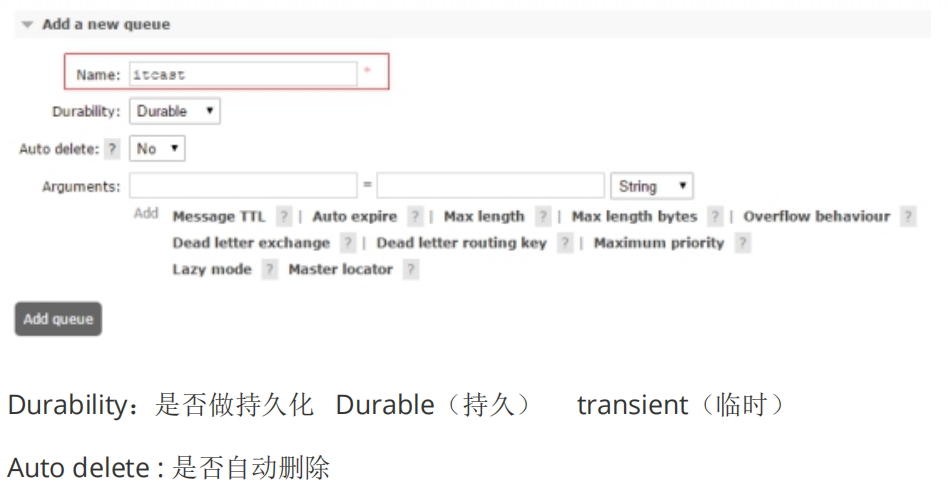 Add a new queue
Name: itcast *
Durability: Durable
Auto delete: ? No
Arguments: = String
Add Message TTL ? | Auto expire ? | Max length ? | Max length bytes ? | Overflow behaviour ?
Dead letter exchange ? | Dead letter routing key ? | Maximum priority ?
Lazy mode ? Master locator ?
Add queue
Durability：是否做持久化 Durable（持久） transient（临时）
Auto delete : 是否自动删除